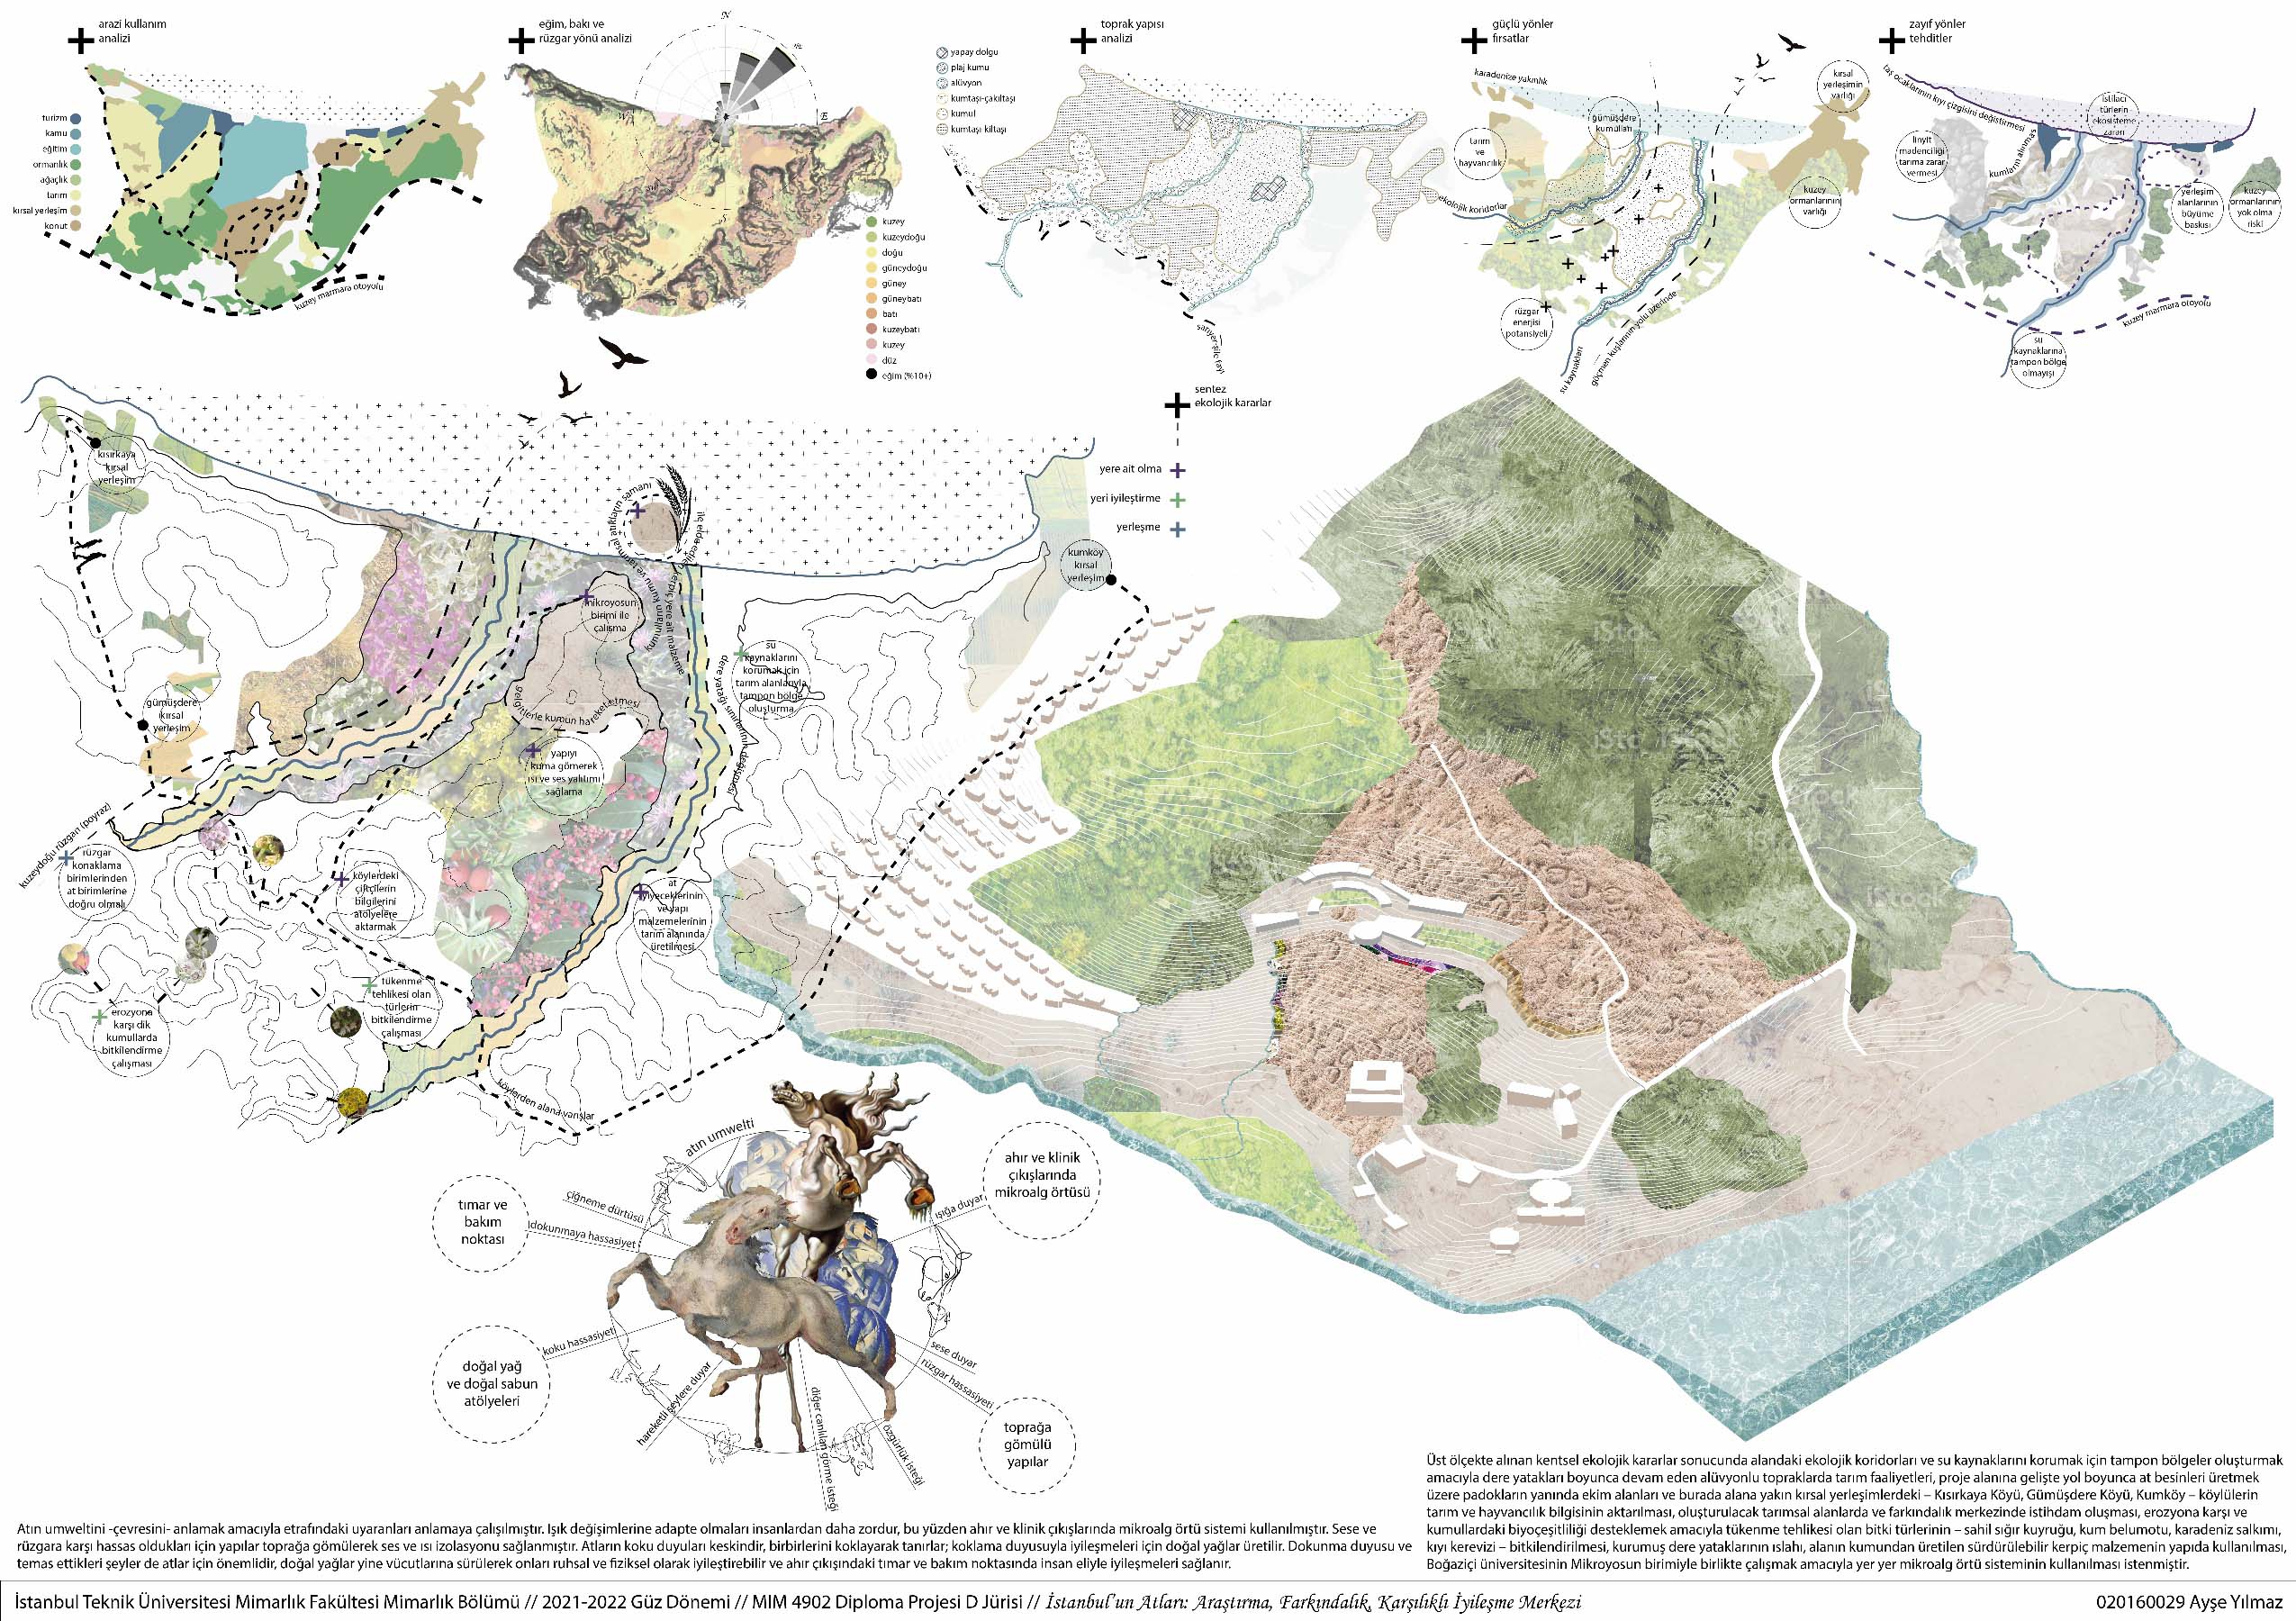 arazi kullanım
analizi
turizm
kamu
eğitim
ormanlık
ağaçlık
tarım
kırsal yerleşim
konut
kuzey marmara otoyolu
eğim, bakı ve
rüzgar yönü analizi
N
W
E
S
kuzey
kuzeydoğu
doğu
güneydoğu
güney
güneybatı
batı
kuzeybatı
kuzey
düz
eğim (%10+)
toprak yapısı
analizi
yapay dolgu
plaj kumu
alüvyon
kumtaşı-çakıltaşı
kumul
kumtaşı kiltaşı
sarıyer-şile fayı
güçlü yönler
fırsatlar
karadenize yakınlık
kırsal
yerleşimin
varlığı
gümüşdere
kumulları
tarım
ve
hayvancılık
ekolojik koridorlar
kuzey
ormanlarının
varlığı
rüzgar
enerjisi
potansiyeli
su kaynakları
göçmen kuşlarının yolu üzerinde
zayıf yönler
tehditler
taş ocaklarının kıyı çizgisini değiştirmesi
istilacı
türlerin
ekosisteme
zararı
linyit
madenciliği
tarıma zarar
vermesi
kumların alınması
yerleşim
alanlarının
büyüme
baskısı
kuzey
ormanlarının
yok olma
riski
kuzey marmara otoyolu
su
kaynaklarına
tampon bölge
olmayışı
sentez
ekolojik kararlar
yere ait olma
yeri iyileştirme
yerleşme
kısırkaya
kırsal
yerleşim
kumköy
kırsal
yerleşim
gümüşdere
kırsal
yerleşim
kumulların kumu ve tarımsal atıkların samanı
ile elde edilen kerpiç yere ait malzeme
mikroyosun
birimi ile
çalışma
gelgitlerle kumun hareket etmesi
yapıyı
kuma gömerek
ısı ve ses yalıtımı
sağlama
su
kaynaklarını
korumak için
tarım alanlarıyla
tampon bölge
oluşturma
dere yatağı sınırlarının değişmesi
kuzeydoğu rüzgarı (poyraz)
rüzgar
konaklama
birimlerinden
at birimlerine
doğru olmalı
köylerdeki
çiftçilerin
bilgilerini
atölyelere
aktarmak
at
yiyeceklerinin
ve yapı
malzemelerinin
tarım alanında
üretilmesi
tükenme
tehlikesi olan
türlerin
bitkilendirme
çalışması
erozyona
karşı dik
kumullarda
bitkilendirme
çalışması
köylerden alana varışlar
iStock
iStock
iStock
iStock
iStock
atın umwelti
çiğneme dürtüsü
dokunmaya hassasiyet
tımar ve
bakım
noktası
ahır ve klinik
çıkışlarında
mikroalg örtüsü
ışığa duyar
koku hassasiyeti
doğal yağ
ve doğal sabun
atölyeleri
hareketli şeylere duyar
diğer canlıları görme isteği
özgürlük isteği
sese duyar
rüzgar hassasiyeti
toprağa
gömülü
yapılar
Üst ölçekte alınan kentsel ekolojik kararlar sonucunda alandaki ekolojik koridorları ve su kaynaklarını korumak için tampon bölgeler oluşturmak
amacıyla dere yatakları boyunca devam eden alüvyonlu topraklarda tarım faaliyetleri, proje alanına gelişte yol boyunca at besinleri üretmek
üzere padokların yanında ekim alanları ve burada alana yakın kırsal yerleşimlerdeki – Kısırkaya Köyü, Gümüşdere Köyü, Kumköy – köylülerin
tarım ve hayvancılık bilgisinin aktarılması, oluşturulacak tarımsal alanlarda ve farkındalık merkezinde istihdam oluşması, erozyona karşı ve
kumullardaki biyoçeşitliliği desteklemek amacıyla tükenme tehlikesi olan bitki türlerinin – sahil sığır kuyruğu, kum belumotu, karadeniz salkımı,
kıyı kerevizi – bitkilendirilmesi, kurumuş dere yataklarının ıslahı, alanın kumundan üretilen sürdürülebilir kerpiç malzemenin yapıda kullanılması,
Boğaziçi üniversitesinin Mikroyosun birimiyle birlikte çalışmak amacıyla yer yer mikroalg örtü sisteminin kullanılması istenmiştir.
Atın umweltini -çevresini- anlamak amacıyla etrafındaki uyaranları anlamaya çalışılmıştır. Işık değişimlerine adapte olmaları insanlardan daha zordur, bu yüzden ahır ve klinik çıkışlarında mikroalg örtü sistemi kullanılmıştır. Sese ve
rüzgara karşı hassas oldukları için yapılar toprağa gömülerek ses ve ısı izolasyonu sağlanmıştır. Atların koku duyuları keskindir, birbirlerini koklayarak tanırlar; koklama duyusuyla iyileşmeleri için doğal yağlar üretilir. Dokunma duyusu ve
temas ettikleri şeyler de atlar için önemlidir, doğal yağlar yine vücutlarına sürülerek onları ruhsal ve fiziksel olarak iyileştirebilir ve ahır çıkışındaki tımar ve bakım noktasında insan eliyle iyileşmeleri sağlanır.
İstanbul Teknik Üniversitesi Mimarlık Fakültesi Mimarlık Bölümü // 2021-2022 Güz Dönemi // MIM 4902 Diploma Projesi D Jürisi // İstanbul'un Atları: Araştırma, Farkındalık, Karşılıklı İyileşme Merkezi
020160029 Ayşe Yılmaz